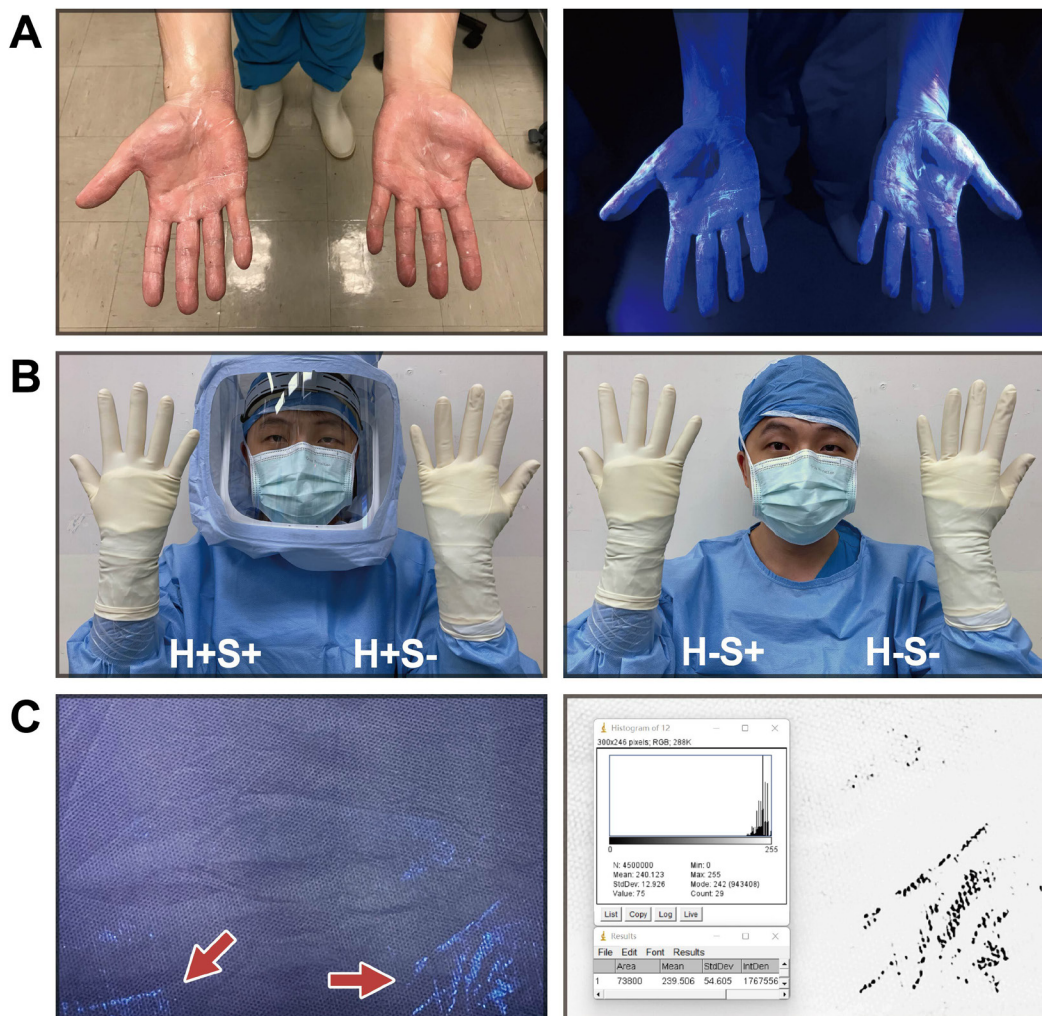 A
B
H+S+ H+S- H-S+ H-S-
C
Histogram of 12
300x246 pixels; RGB; 288K
0 255
N: 4500000 Min: 0
Mean: 240.123 Max: 255
StdDev: 12.926 Mode: 242 (943408)
Value: 75 Count: 29
List Copy Log Live
Results
File Edit Font Results
Area Mean StdDev IntDen
1 73800 239.506 54.605 1767556